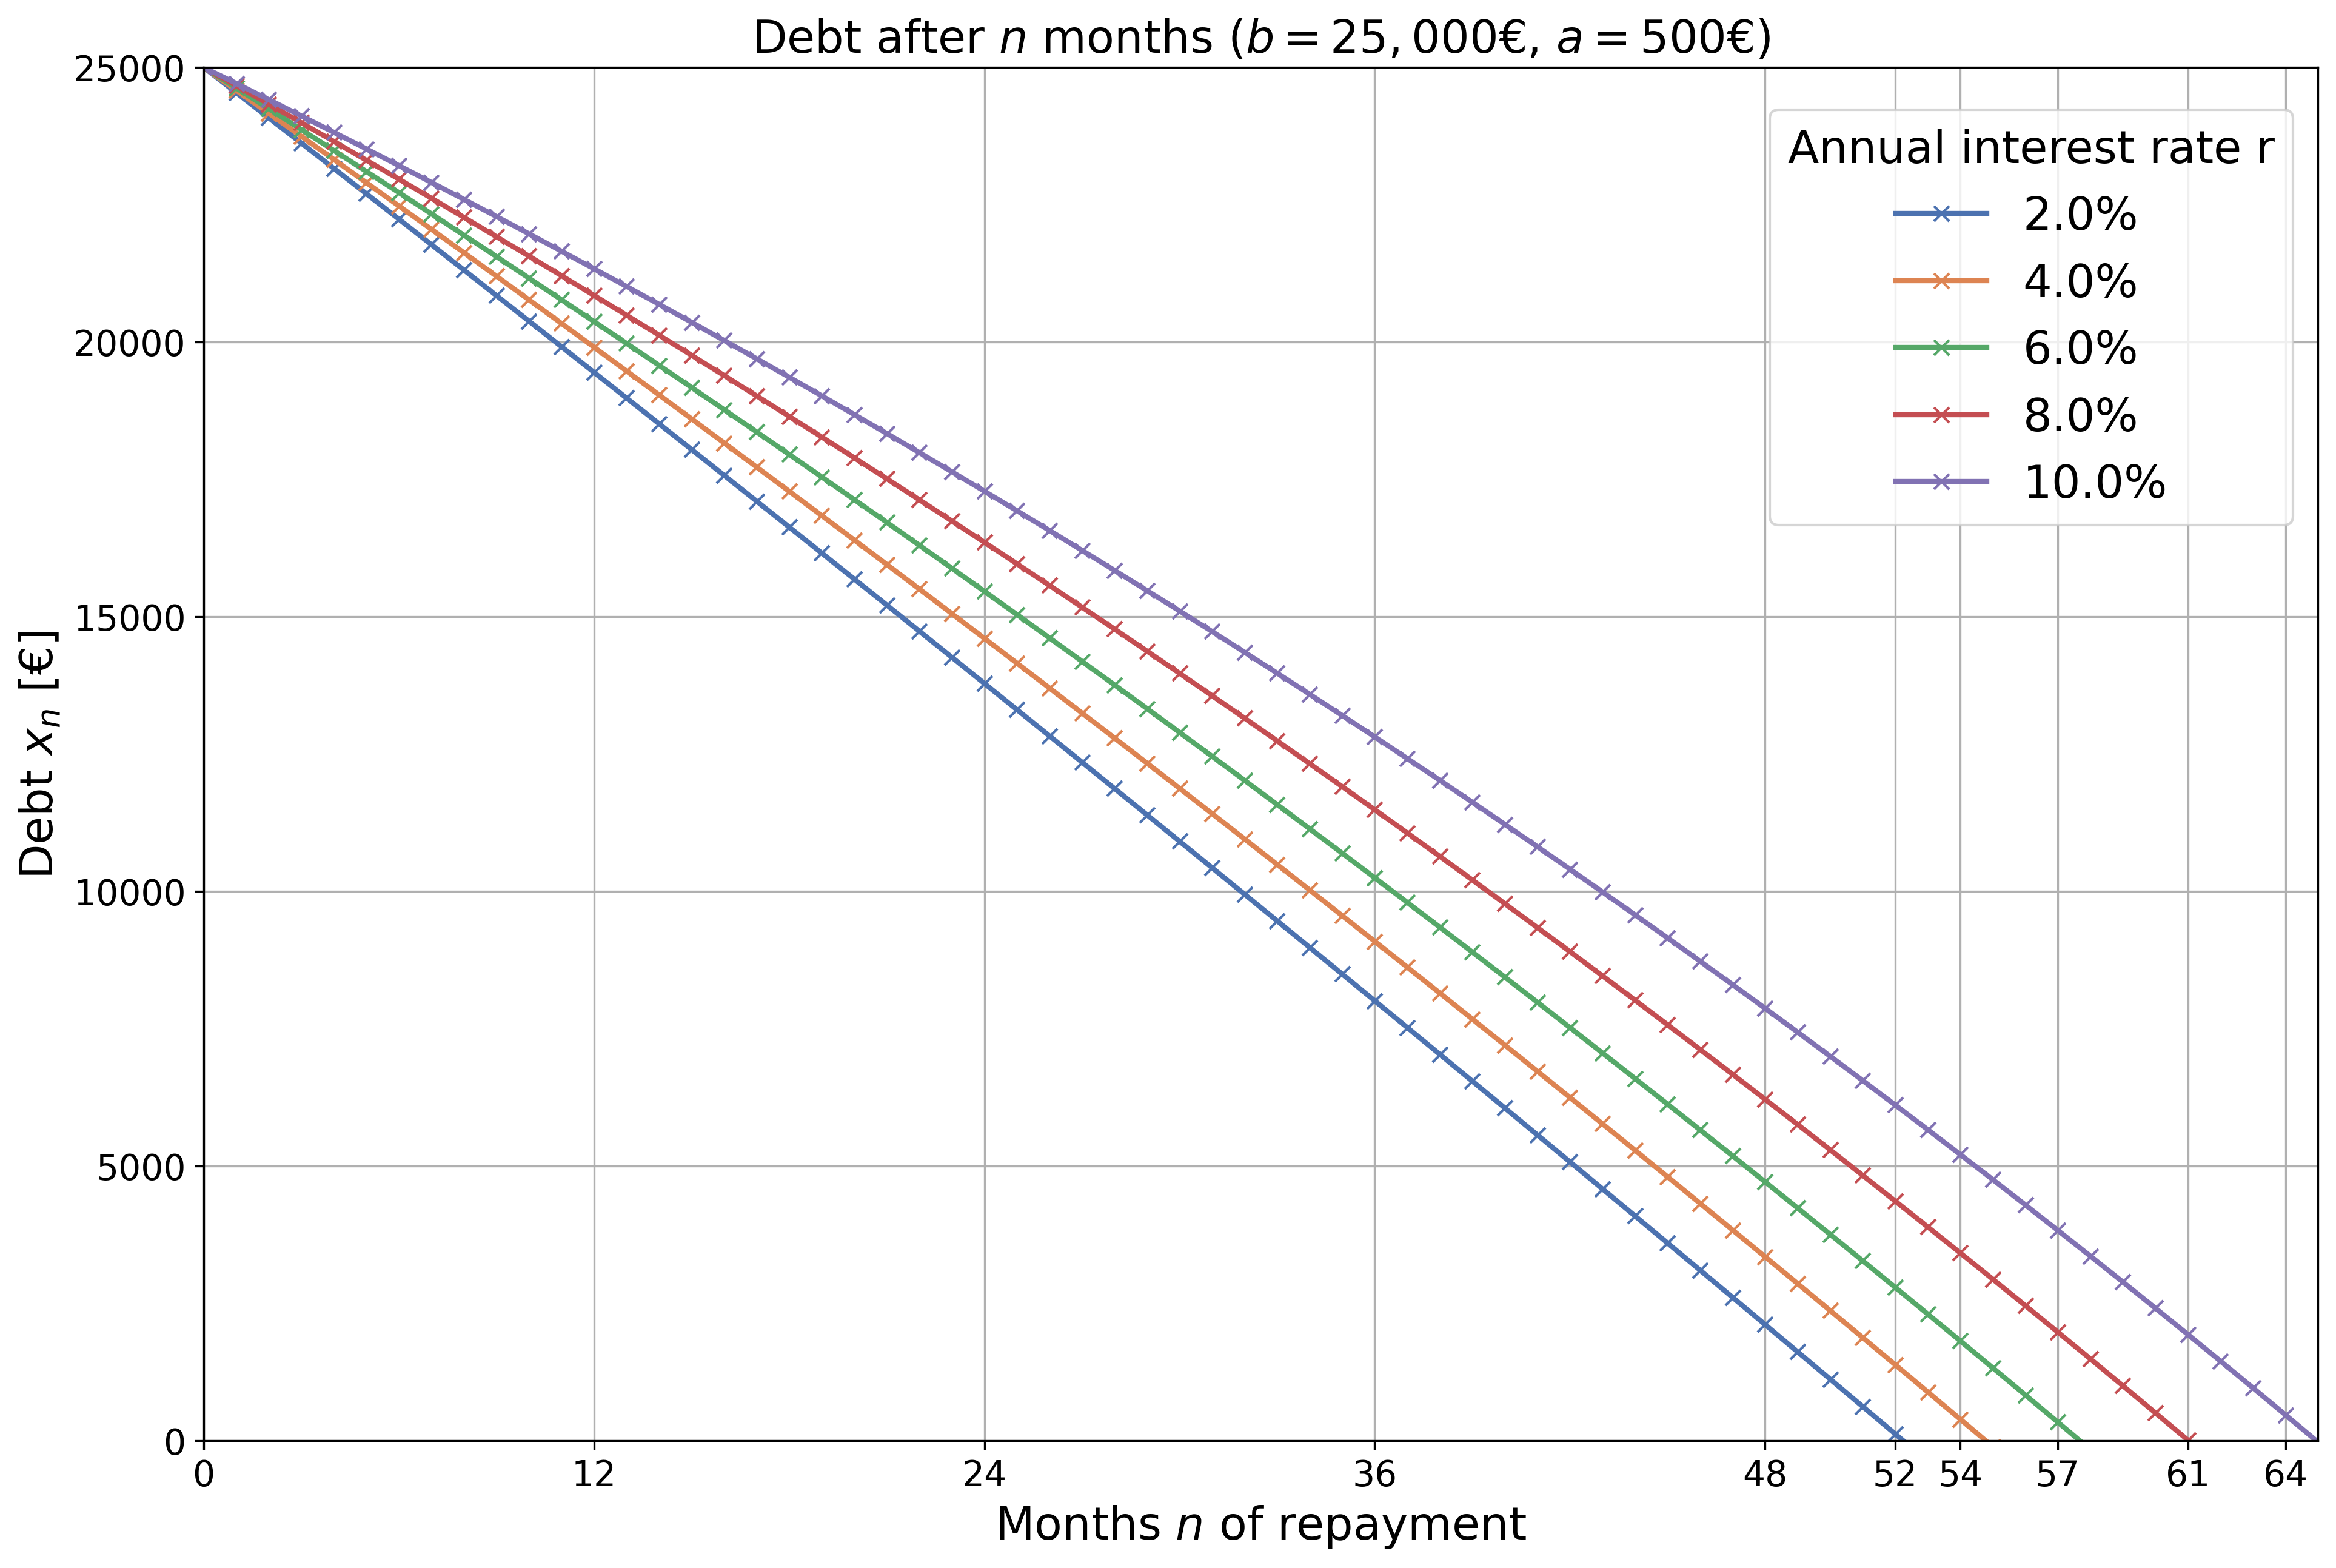 Debt after n months (b = 25,000€, a = 500€)
25000
20000
15000
10000
5000
0
Debt xₙ [€]
Annual interest rate r
2.0%
4.0%
6.0%
8.0%
10.0%
0 12 24 36 48 52 54 57 61 64
Months n of repayment